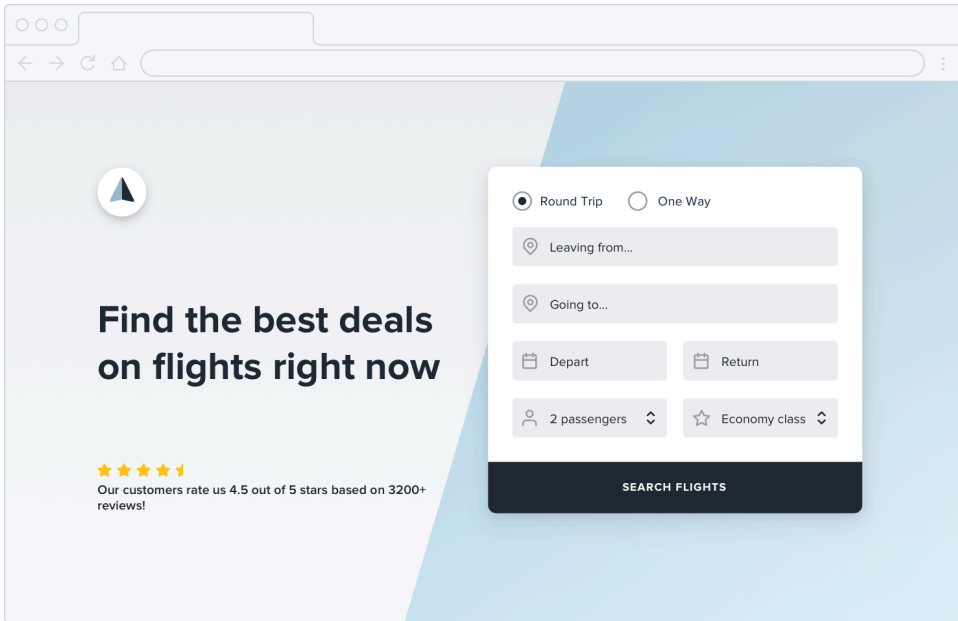 Find the best deals
on flights right now
Our customers rate us 4.5 out of 5 stars based on 3200+
reviews!
Round Trip
One Way
Leaving from...
Going to...
Depart
Return
2 passengers
Economy class
SEARCH FLIGHTS